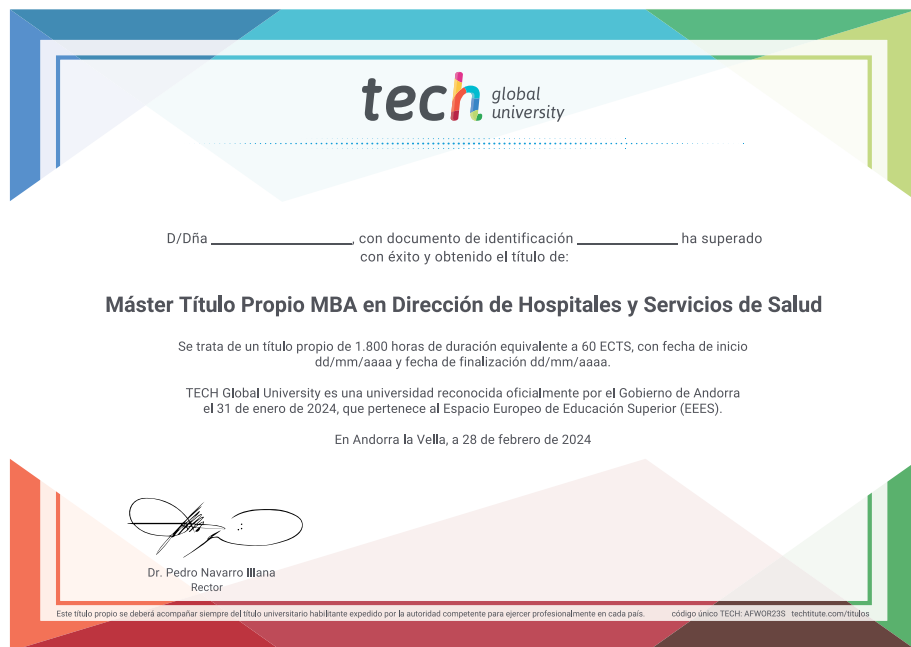 tech global
university
D/Dña ____________________, con documento de identificación ______________ ha superado
con éxito y obtenido el título de:
Máster Título Propio MBA en Dirección de Hospitales y Servicios de Salud
Se trata de un título propio de 1.800 horas de duración equivalente a 60 ECTS, con fecha de inicio
dd/mm/aaaa y fecha de finalización dd/mm/aaaa.
TECH Global University es una universidad reconocida oficialmente por el Gobierno de Andorra
el 31 de enero de 2024, que pertenece al Espacio Europeo de Educación Superior (EEES).
En Andorra la Vella, a 28 de febrero de 2024
Dr. Pedro Navarro Illana
Rector
Este título propio se deberá acompañar siempre del título universitario habilitante expedido por la autoridad competente para ejercer profesionalmente en cada país. código único TECH: AFWOR23S techtitute.com/titulos